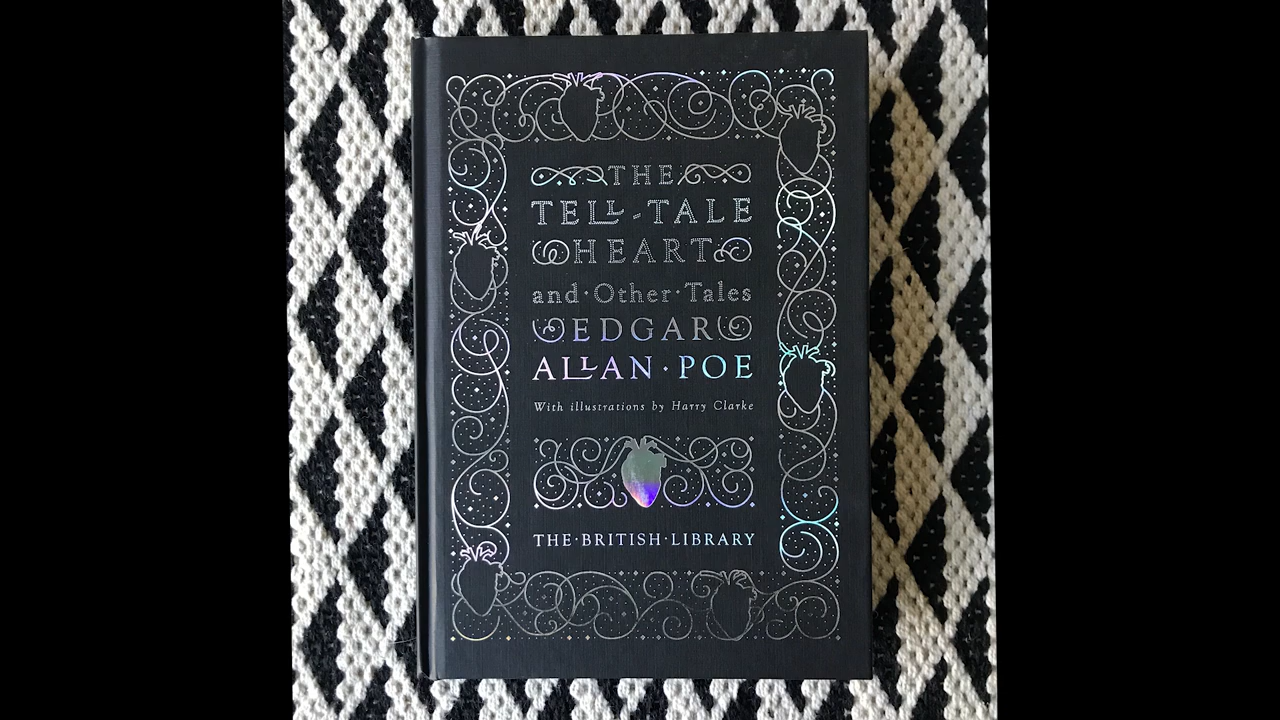 THE
TELL-TALE
HEART
and·Other·Tales
EDGAR
ALLAN·POE
With illustrations by Harry Clarke
THE·BRITISH·LIBRARY